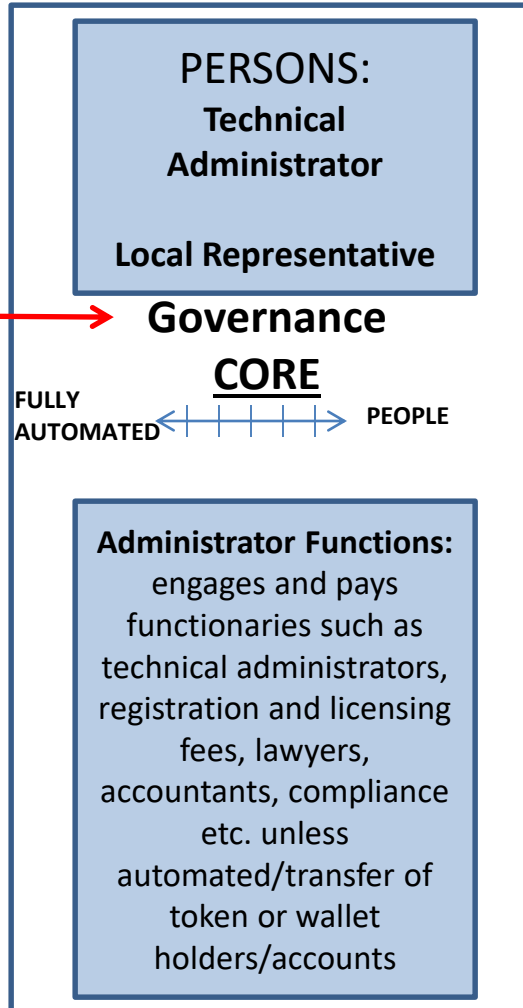 PERSONS:
Technical
Administrator
Local Representative
Governance
CORE
FULLY
AUTOMATED
PEOPLE
Administrator Functions:
engages and pays
functionaries such as
technical administrators,
registration and licensing
fees, lawyers,
accountants, compliance
etc. unless
automated/transfer of
token or wallet
holders/accounts